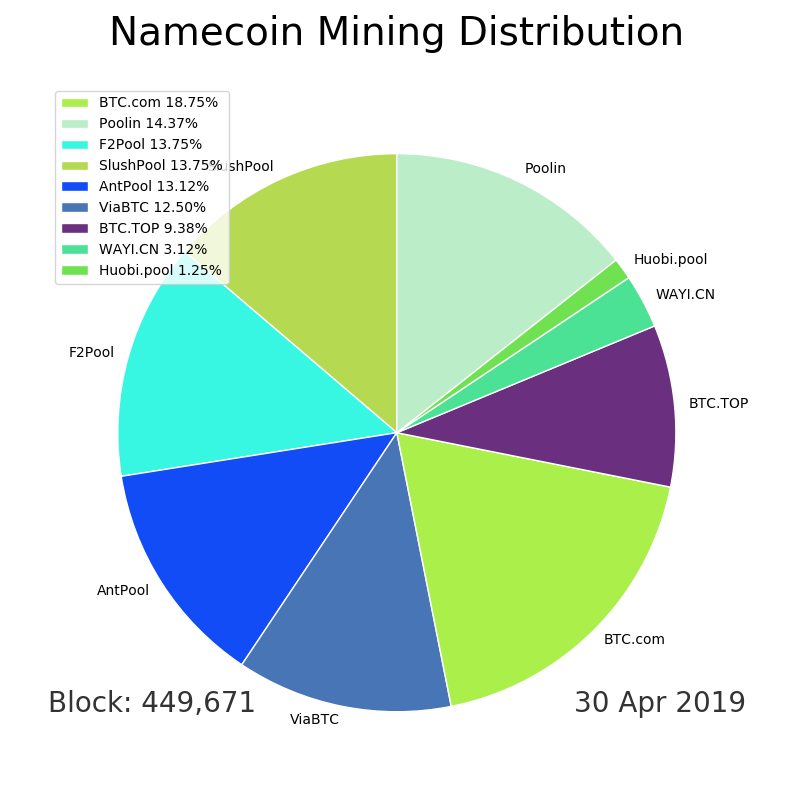 Namecoin Mining Distribution
BTC.com 18.75%
Poolin 14.37%
F2Pool 13.75%
SlushPool 13.75%
AntPool 13.12%
ViaBTC 12.50%
BTC.TOP 9.38%
WAYI.CN 3.12%
Huobi.pool 1.25%
SlushPool
Poolin
Huobi.pool
WAYI.CN
F2Pool
BTC.TOP
AntPool
BTC.com
ViaBTC
Block: 449,671
30 Apr 2019